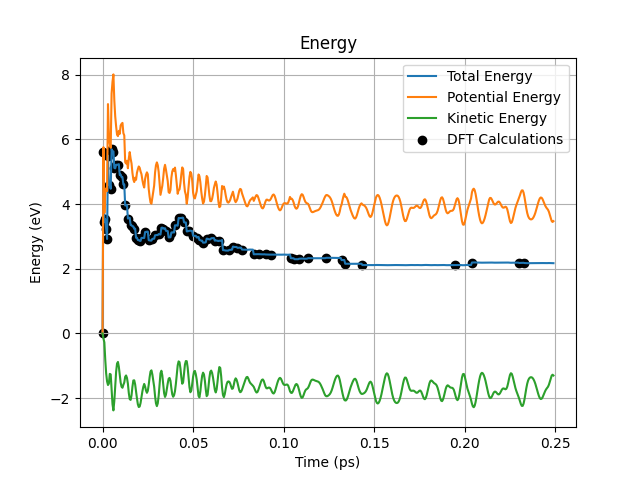 Energy
Total Energy
Potential Energy
Kinetic Energy
DFT Calculations
Energy (eV)
8
6
4
2
0
−2
0.00 0.05 0.10 0.15 0.20 0.25
Time (ps)